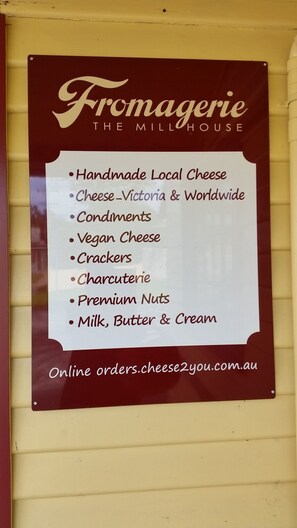 Fromagerie
THE MILL HOUSE
• Handmade Local Cheese
• Cheese-Victoria & Worldwide
• Condiments
• Vegan Cheese
• Crackers
• Charcuterie
• Premium Nuts
• Milk, Butter & Cream
Online orders.cheese2you.com.au